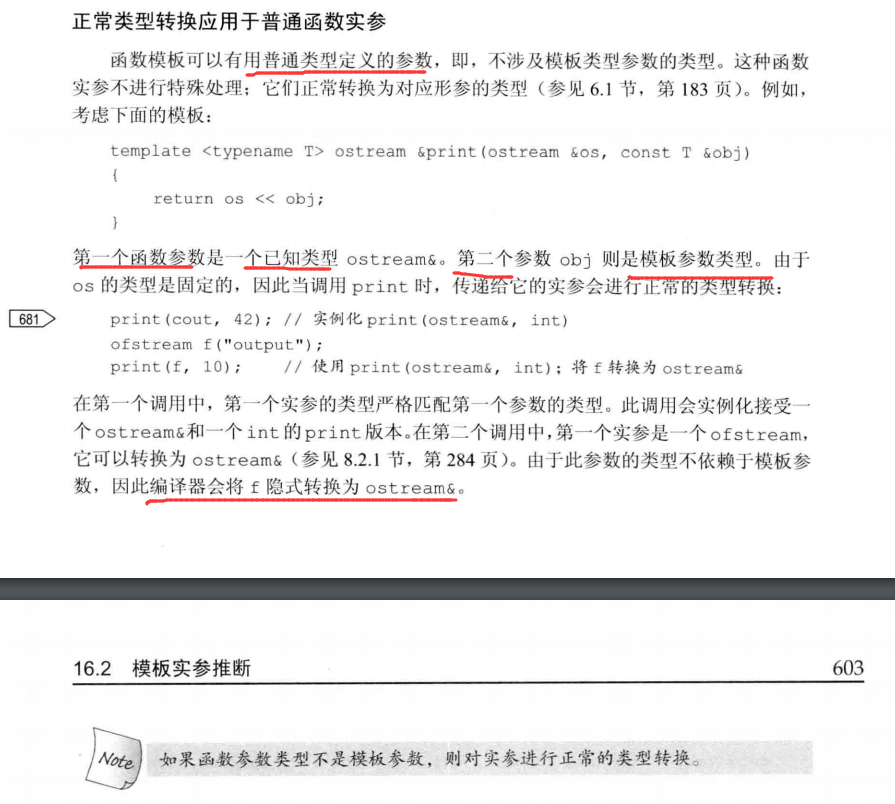 正常类型转换应用于普通函数实参
函数模板可以有用普通类型定义的参数，即，不涉及模板类型参数的类型。这种函数
实参不进行特殊处理；它们正常转换为对应形参的类型（参见 6.1 节，第 183 页）。例如，
考虑下面的模板：
template <typename T> ostream &print(ostream &os, const T &obj)
{
return os << obj;
}
第一个函数参数是一个已知类型 ostream&。第二个参数 obj 则是模板参数类型。由于
os 的类型是固定的，因此当调用 print 时，传递给它的实参会进行正常的类型转换：
681
print(cout, 42); // 实例化 print(ostream&, int)
ofstream f("output");
print(f, 10); // 使用 print(ostream&, int)；将 f 转换为 ostream&
在第一个调用中，第一个实参的类型严格匹配第一个参数的类型。此调用会实例化接受一
个 ostream&和一个 int 的 print 版本。在第二个调用中，第一个实参是一个 ofstream，
它可以转换为 ostream&（参见 8.2.1 节，第 284 页）。由于此参数的类型不依赖于模板参
数，因此编译器会将 f 隐式转换为 ostream&。
16.2 模板实参推断 603
Note 如果函数参数类型不是模板参数，则对实参进行正常的类型转换。